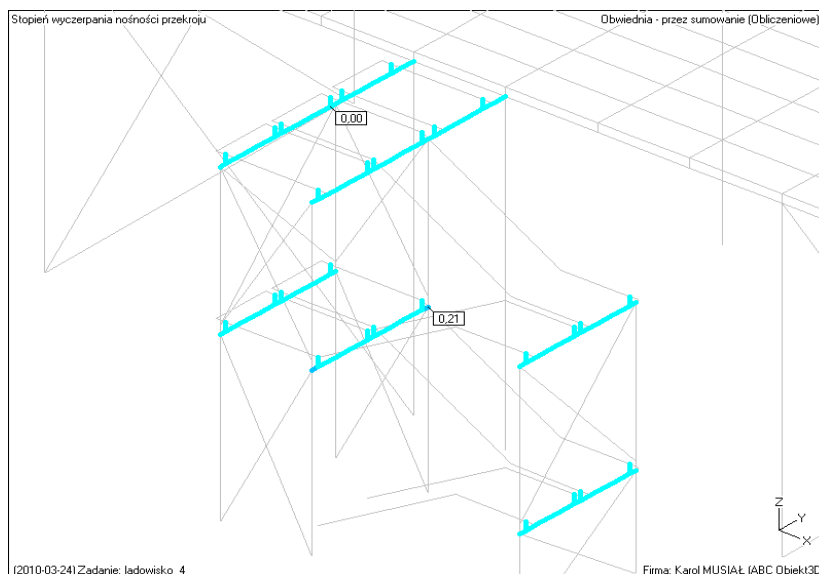 Stopień wyczerpania nośności przekroju
Obwiednia - przez sumowanie (Obliczeniowe)
0,00
0,21
Z
Y
X
(2010-03-24) Zadanie: ladowisko_4
Firma: Karol MUSIAŁ (ABC Obiekt3D